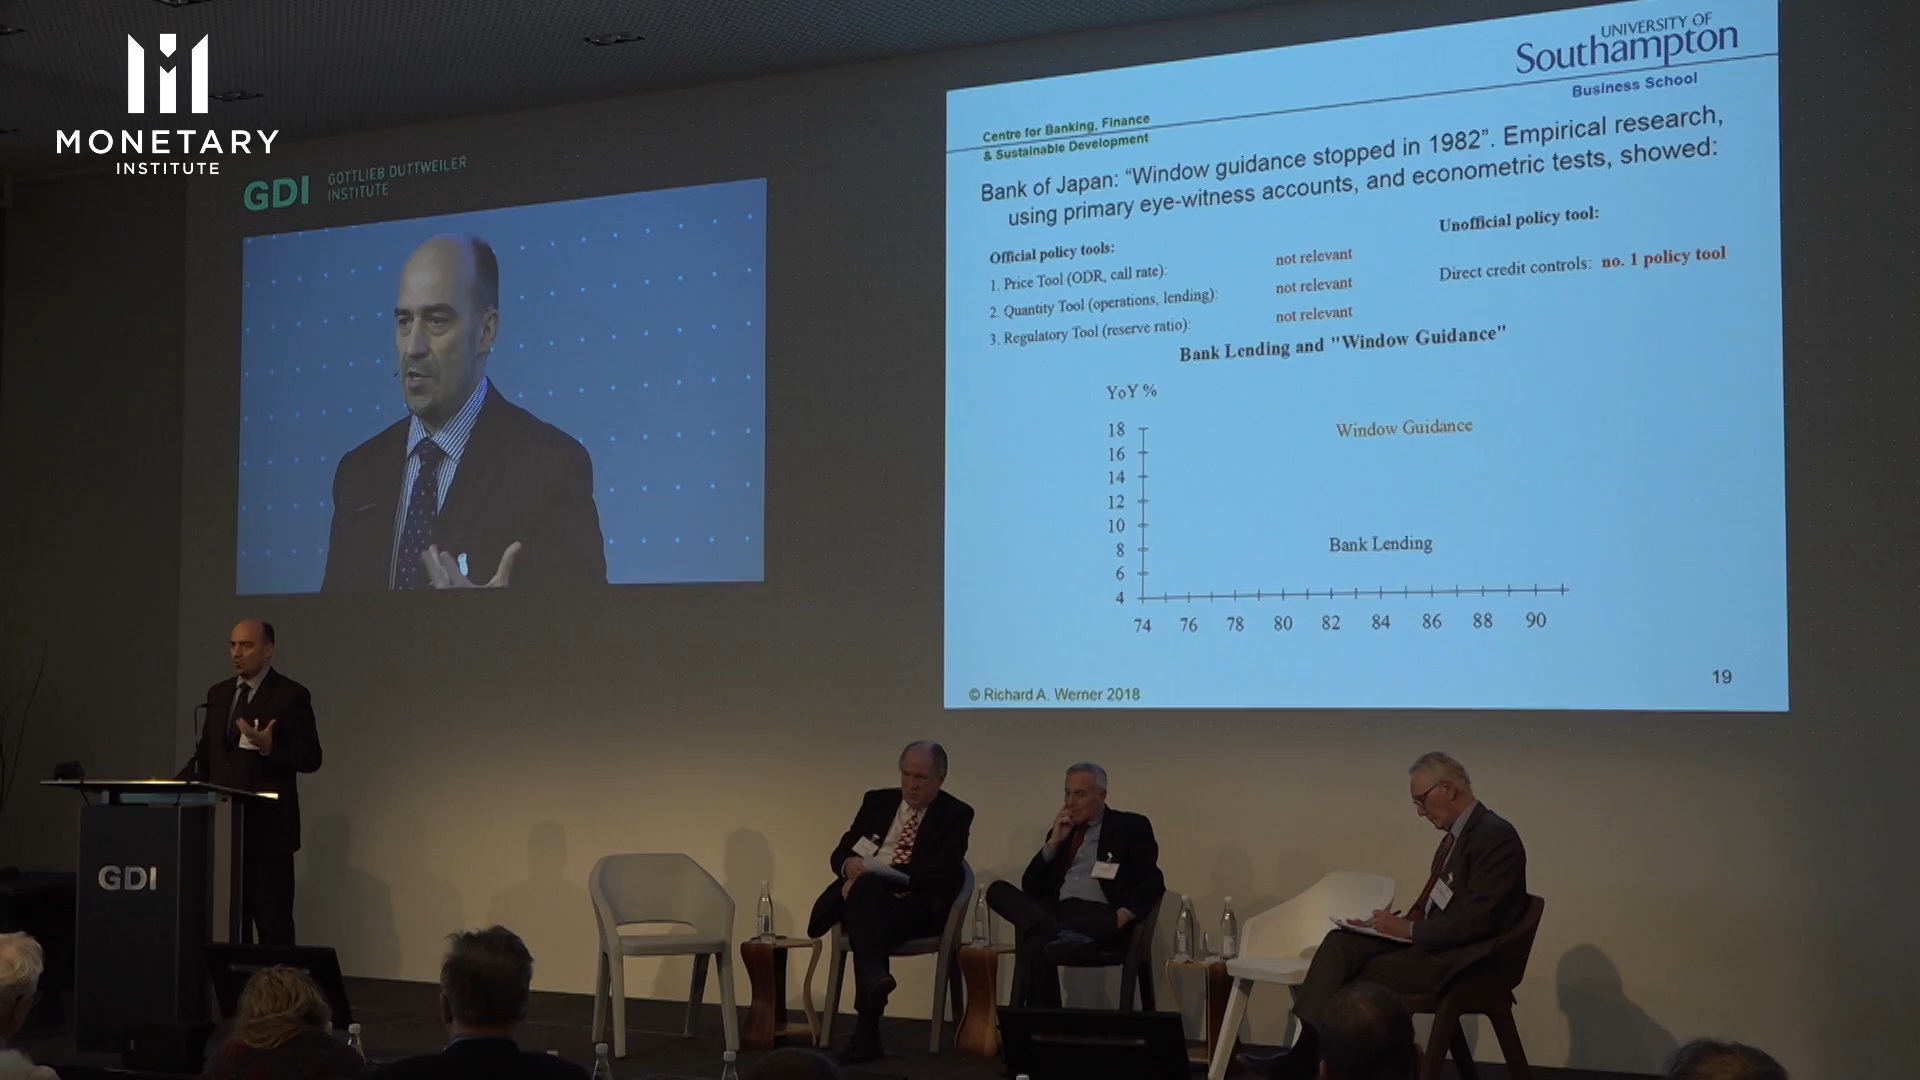 MONETARY
INSTITUTE
GDI
GOTTLIEB DUTTWEILER
INSTITUTE
UNIVERSITY OF
Southampton
Business School
Centre for Banking, Finance
& Sustainable Development
Bank of Japan: “Window guidance stopped in 1982”. Empirical research,
using primary eye-witness accounts, and econometric tests, showed:
Official policy tools:
1. Price Tool (ODR, call rate): not relevant
2. Quantity Tool (operations, lending): not relevant
3. Regulatory Tool (reserve ratio): not relevant
Unofficial policy tool:
Direct credit controls: no. 1 policy tool
Bank Lending and "Window Guidance"
YoY %
18
16
14
12
10
8
6
4
Window Guidance
Bank Lending
74 76 78 80 82 84 86 88 90
19
© Richard A. Werner 2018
GDI